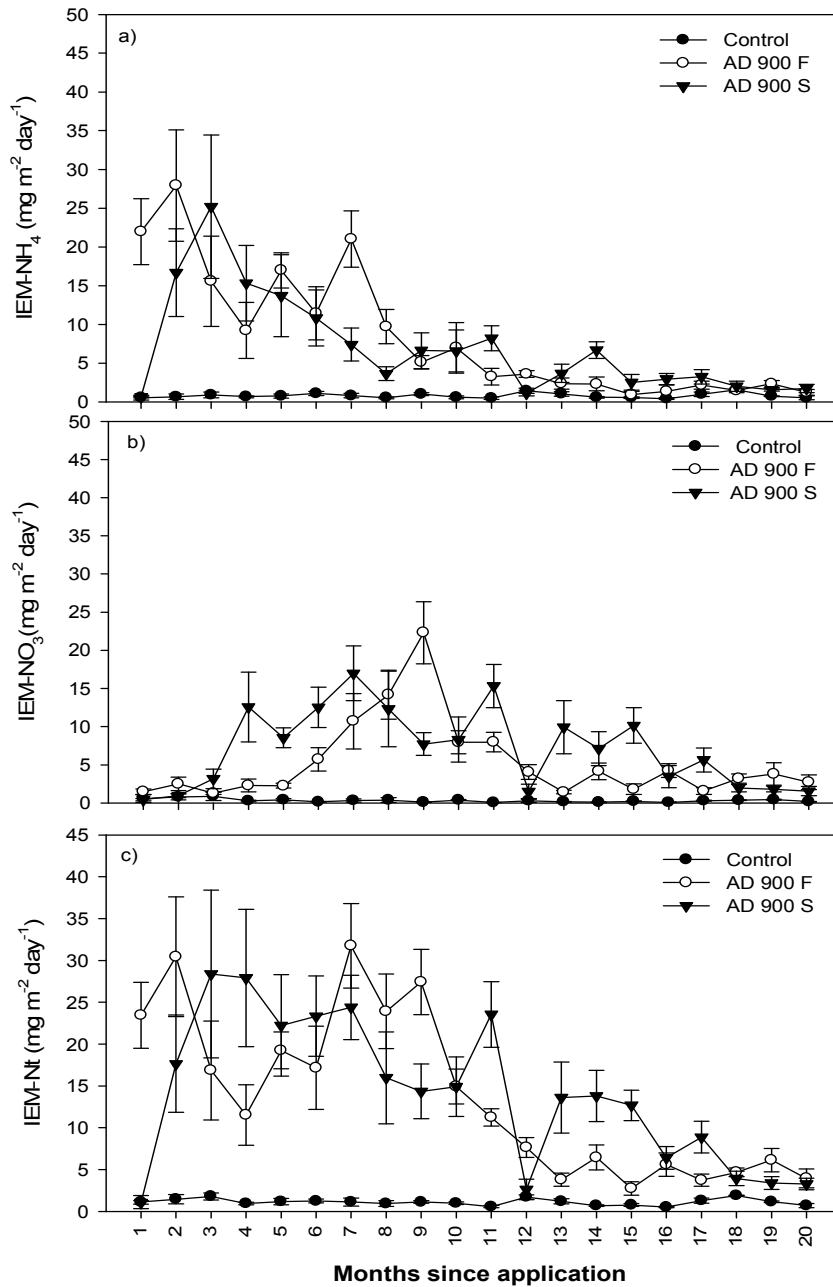 50
a)
Control
45
AD 900 F
40
AD 900 S
35
30
25
20
15
10
5
0
IEM-NH4 (mg m-2 day-1)
50
b)
Control
45
AD 900 F
40
AD 900 S
35
30
25
20
15
10
5
0
IEM-NO3(mg m-2 day-1)
45
c)
Control
40
AD 900 F
35
AD 900 S
30
25
20
15
10
5
0
IEM-Nt (mg m-2 day-1)
1 2 3 4 5 6 7 8 9 10 11 12 13 14 15 16 17 18 19 20
Months since application